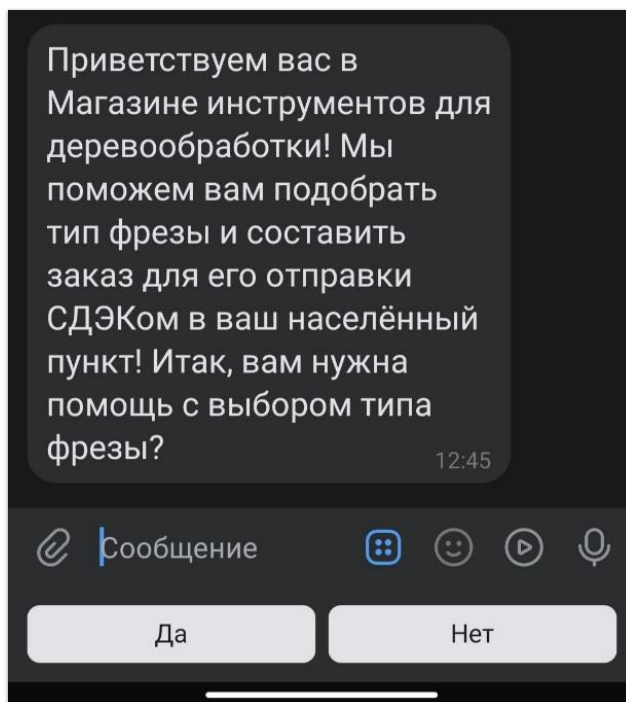 Приветствуем вас в
Магазине инструментов для
деревообработки! Мы
поможем вам подобрать
тип фрезы и составить
заказ для его отправки
СДЭКом в ваш населённый
пункт! Итак, вам нужна
помощь с выбором типа
фрезы?
12:45
Сообщение
Да Нет